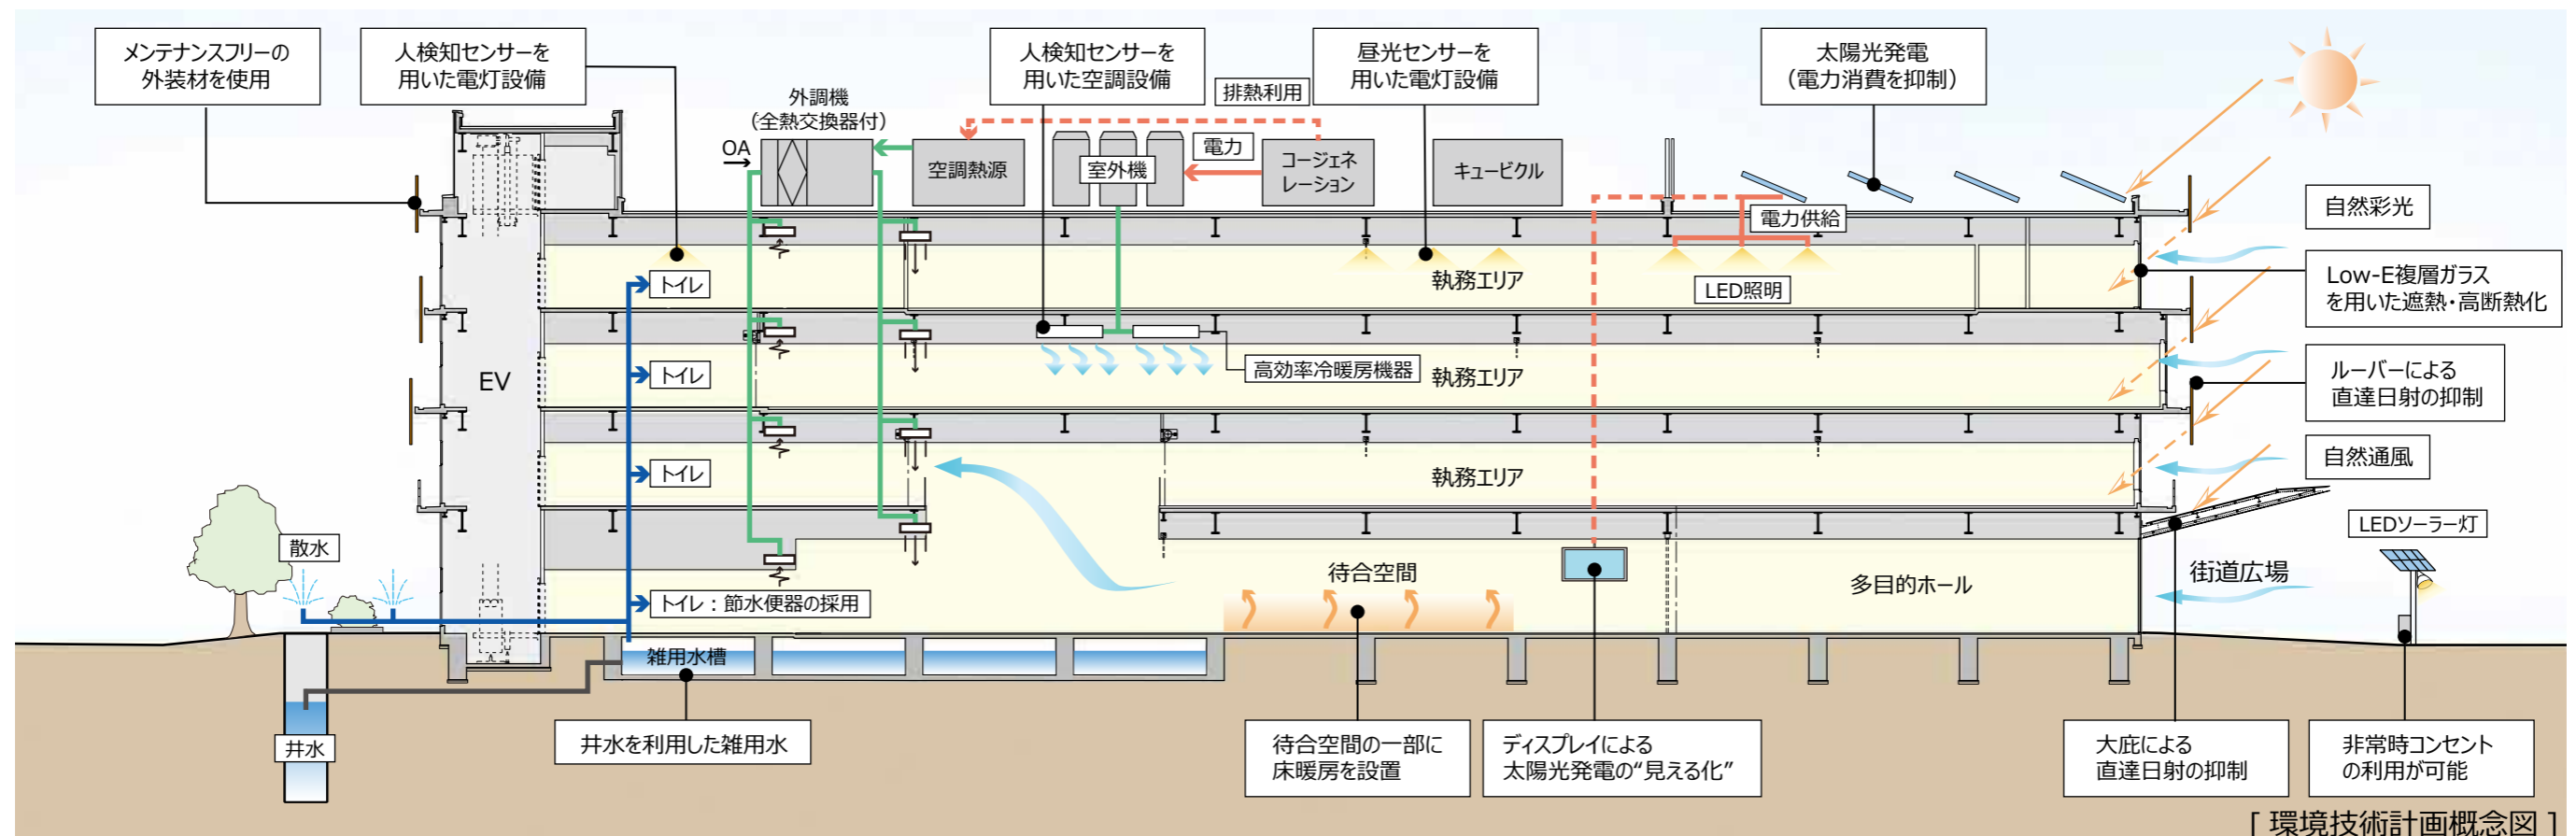 メンテナンスフリーの
外装材を使用
人検知センサーを
用いた電灯設備
外調機
（全熱交換器付）
OA
人検知センサーを
用いた空調設備
排熱利用
昼光センサーを
用いた電灯設備
太陽光発電
（電力消費を抑制）
空調熱源
室外機
電力
コージェネ
レーション
キュービクル
電力供給
自然彩光
トイレ
執務エリア
LED照明
Low-E複層ガラス
を用いた遮熱・高断熱化
EV
トイレ
高効率冷暖房機器
執務エリア
ルーバーによる
直達日射の抑制
トイレ
執務エリア
自然通風
LEDソーラー灯
散水
トイレ：節水便器の採用
待合空間
多目的ホール
街道広場
雑用水槽
井水
井水を利用した雑用水
待合空間の一部に
床暖房を設置
ディスプレイによる
太陽光発電の“見える化”
大庇による
直達日射の抑制
非常時コンセント
の利用が可能
[ 環境技術計画概念図 ]